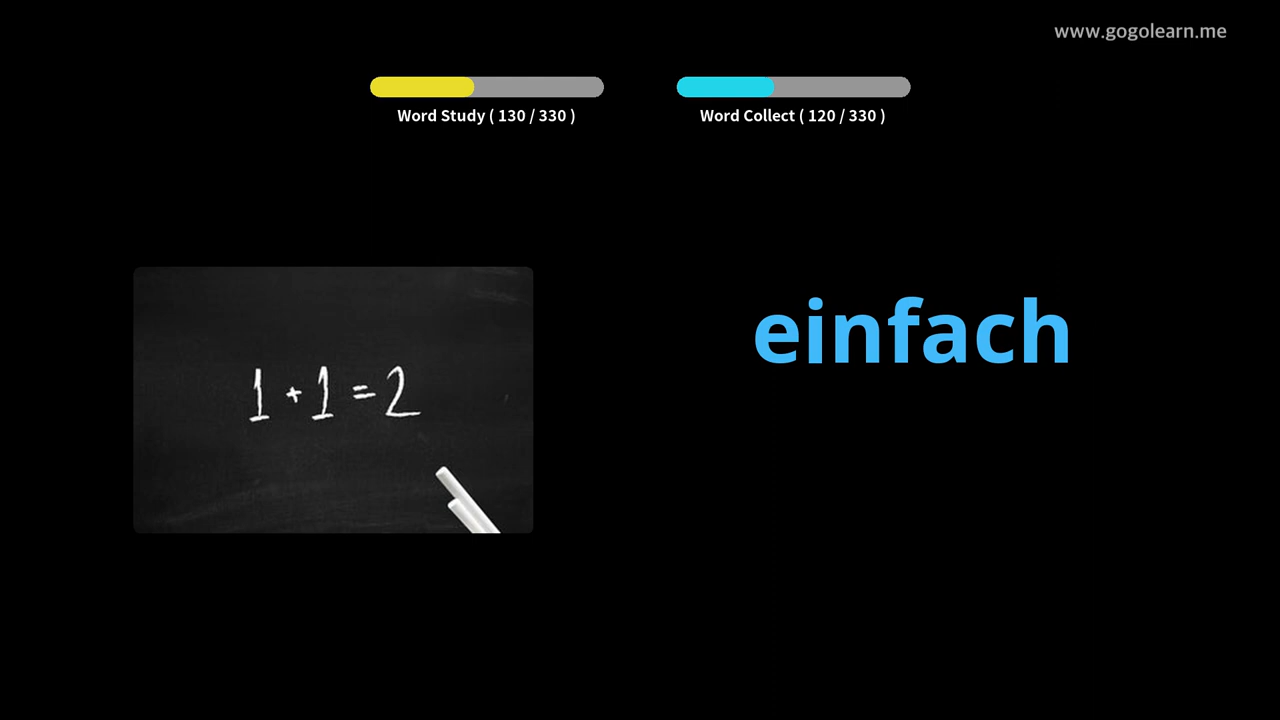 www.gogolearn.me
Word Study ( 130 / 330 )
Word Collect ( 120 / 330 )
einfach
1 + 1 = 2